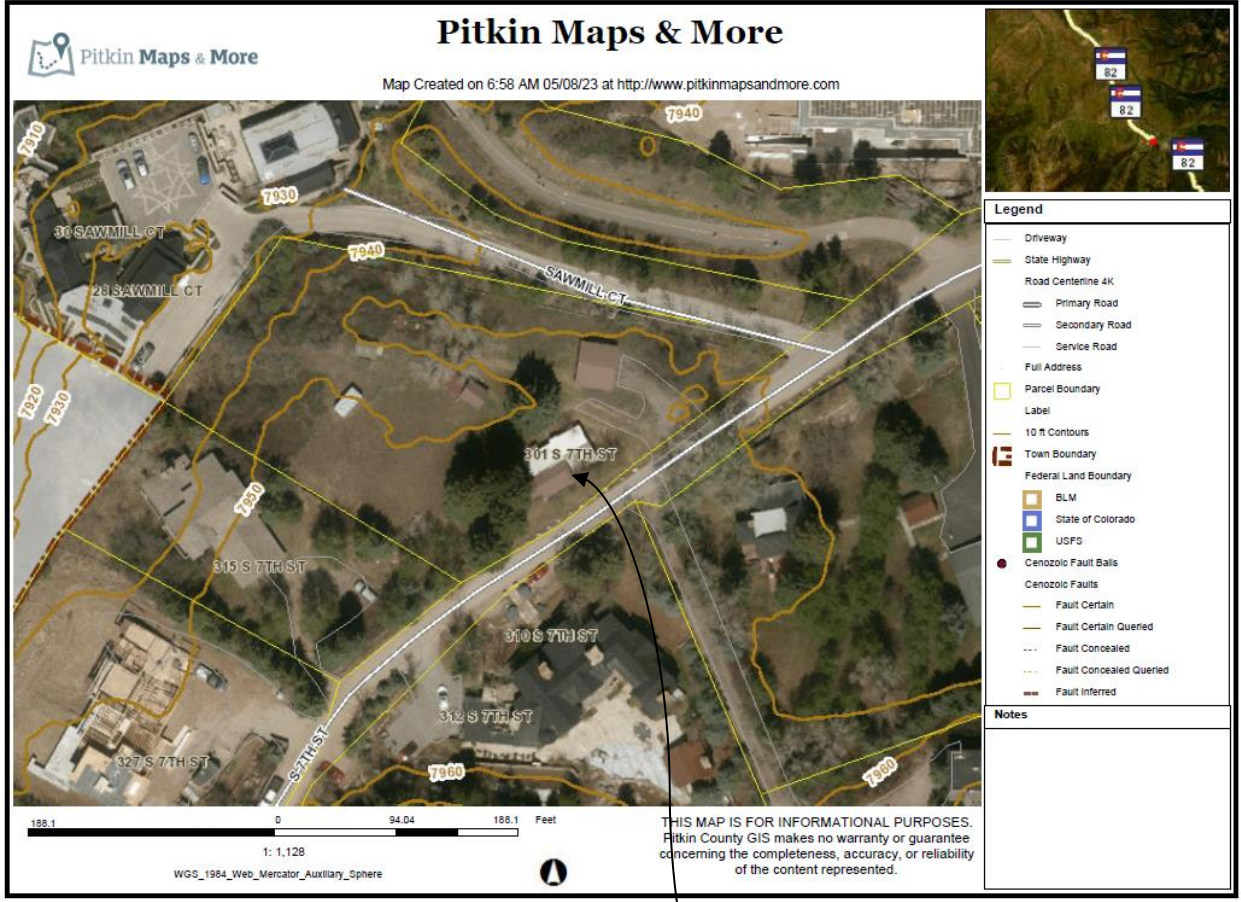 Pitkin Maps & More
Pitkin Maps & More
Map Created on 6:58 AM 05/08/23 at http://www.pitkinmapsandmore.com
82
82
82
7910
7940
7930
30 SAWMILL CT
7940
SAWMILL CT
28 SAWMILL CT
7920
7930
301 S 7TH ST
7950
315 S 7TH ST
310 S 7TH ST
312 S 7TH ST
S 7TH ST
327 S 7TH ST
7960
7960
Legend
Driveway
State Highway
Road Centerline 4K
Primary Road
Secondary Road
Service Road
Full Address
Parcel Boundary
Label
10 ft Contours
Town Boundary
Federal Land Boundary
BLM
State of Colorado
USFS
Cenozoic Fault Balls
Cenozoic Faults
Fault Certain
Fault Certain Queried
Fault Concealed
Fault Concealed Queried
Fault Inferred
Notes
188.1 0 94.04 188.1 Feet
1: 1,128
WGS_1984_Web_Mercator_Auxiliary_Sphere
THIS MAP IS FOR INFORMATIONAL PURPOSES.
Pitkin County GIS makes no warranty or guarantee
concerning the completeness, accuracy, or reliability
of the content represented.